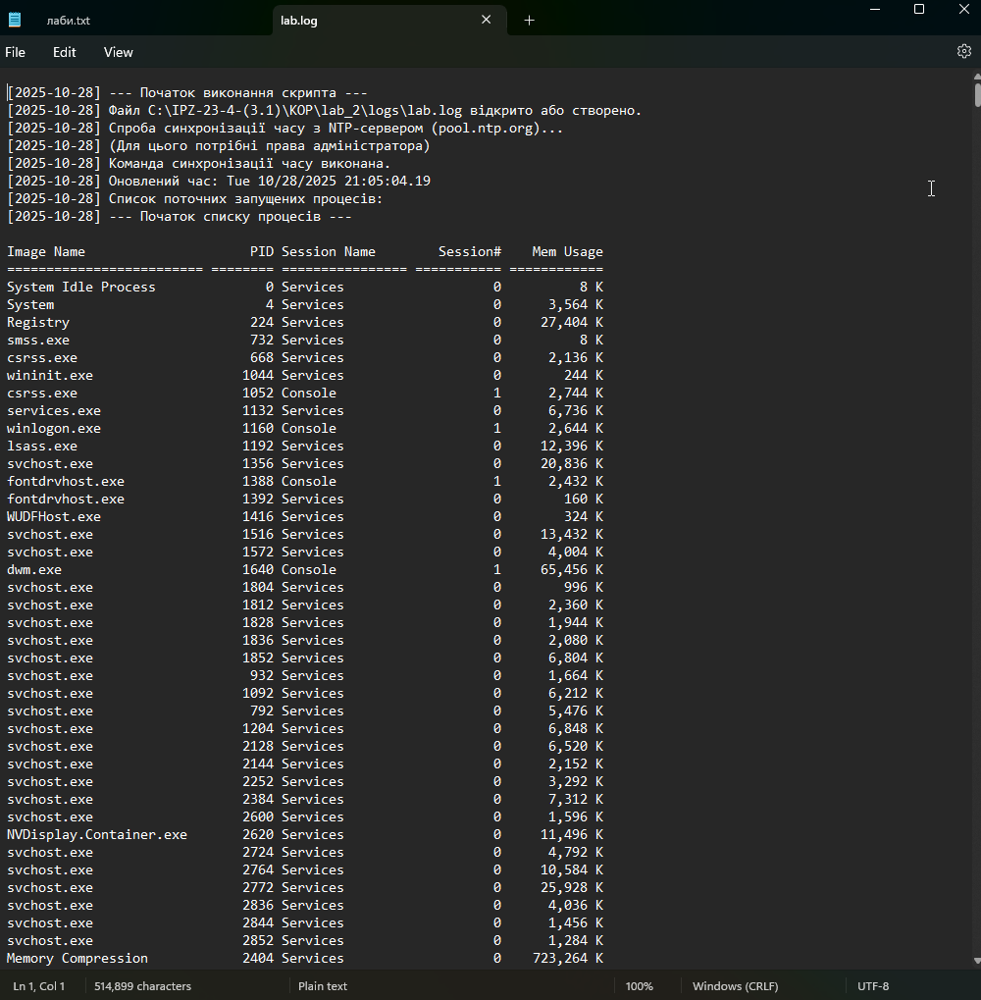 лаби.txt
lab.log
File Edit View
[2025-10-28] --- Початок виконання скрипта ---
[2025-10-28] Файл C:\IPZ-23-4-(3.1)\KOP\lab_2\logs\lab.log відкрито або створено.
[2025-10-28] Спроба синхронізації часу з NTP-сервером (pool.ntp.org)...
[2025-10-28] (Для цього потрібні права адміністратора)
[2025-10-28] Команда синхронізації часу виконана.
[2025-10-28] Оновлений час: Tue 10/28/2025 21:05:04.19
[2025-10-28] Список поточних запущених процесів:
[2025-10-28] --- Початок списку процесів ---
Image Name PID Session Name Session# Mem Usage
========================= ======== ================ =========== ============
System Idle Process 0 Services 0 8 K
System 4 Services 0 3,564 K
Registry 224 Services 0 27,404 K
smss.exe 732 Services 0 8 K
csrss.exe 668 Services 0 2,136 K
wininit.exe 1044 Services 0 244 K
csrss.exe 1052 Console 1 2,744 K
services.exe 1132 Services 0 6,736 K
winlogon.exe 1160 Console 1 2,644 K
lsass.exe 1192 Services 0 12,396 K
svchost.exe 1356 Services 0 20,836 K
fontdrvhost.exe 1388 Console 1 2,432 K
fontdrvhost.exe 1392 Services 0 160 K
WUDFHost.exe 1416 Services 0 324 K
svchost.exe 1516 Services 0 13,432 K
svchost.exe 1572 Services 0 4,004 K
dwm.exe 1640 Console 1 65,456 K
svchost.exe 1804 Services 0 996 K
svchost.exe 1812 Services 0 2,360 K
svchost.exe 1828 Services 0 1,944 K
svchost.exe 1836 Services 0 2,080 K
svchost.exe 1852 Services 0 6,804 K
svchost.exe 932 Services 0 1,664 K
svchost.exe 1092 Services 0 6,212 K
svchost.exe 792 Services 0 5,476 K
svchost.exe 1204 Services 0 6,848 K
svchost.exe 2128 Services 0 6,520 K
svchost.exe 2144 Services 0 2,152 K
svchost.exe 2252 Services 0 3,292 K
svchost.exe 2384 Services 0 7,312 K
svchost.exe 2600 Services 0 1,596 K
NVDisplay.Container.exe 2620 Services 0 11,496 K
svchost.exe 2724 Services 0 4,792 K
svchost.exe 2764 Services 0 10,584 K
svchost.exe 2772 Services 0 25,928 K
svchost.exe 2836 Services 0 4,036 K
svchost.exe 2844 Services 0 1,456 K
svchost.exe 2852 Services 0 1,284 K
Memory Compression 2404 Services 0 723,264 K
Ln 1, Col 1 514,899 characters Plain text 100% Windows (CRLF) UTF-8